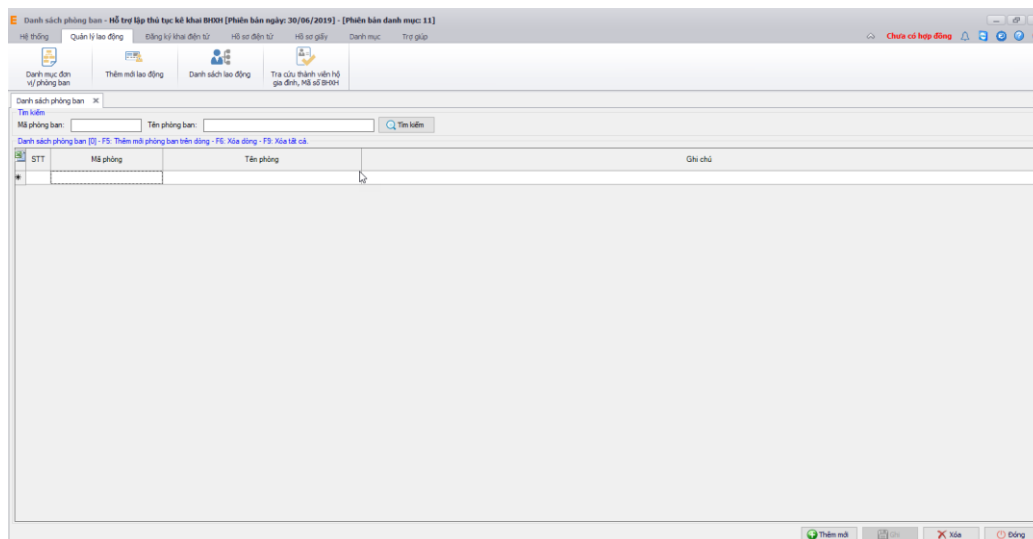 Danh sách phòng ban - Hỗ trợ lập thủ tục kê khai BHXH [Phiên bản ngày: 30/06/2019] - [Phiên bản danh mục: 11]
Hệ thống Quản lý lao động Đăng ký khai điện tử Hồ sơ điện tử Hồ sơ giấy Danh mục Trợ giúp Chưa có hợp đồng
Danh mục đơn Thêm mới lao động Danh sách lao động Tra cứu thành viên hộ
vị/ phòng ban gia đình, Mã số BHXH
Danh sách phòng ban
Tìm kiếm
Mã phòng ban: Tên phòng ban: Tìm kiếm
Danh sách phòng ban [0] - F5: Thêm mới phòng ban trên dòng - F6: Xóa dòng - F9: Xóa tất cả.
STT Mã phòng Tên phòng Ghi chú
Thêm mới Ghi Xóa Đóng